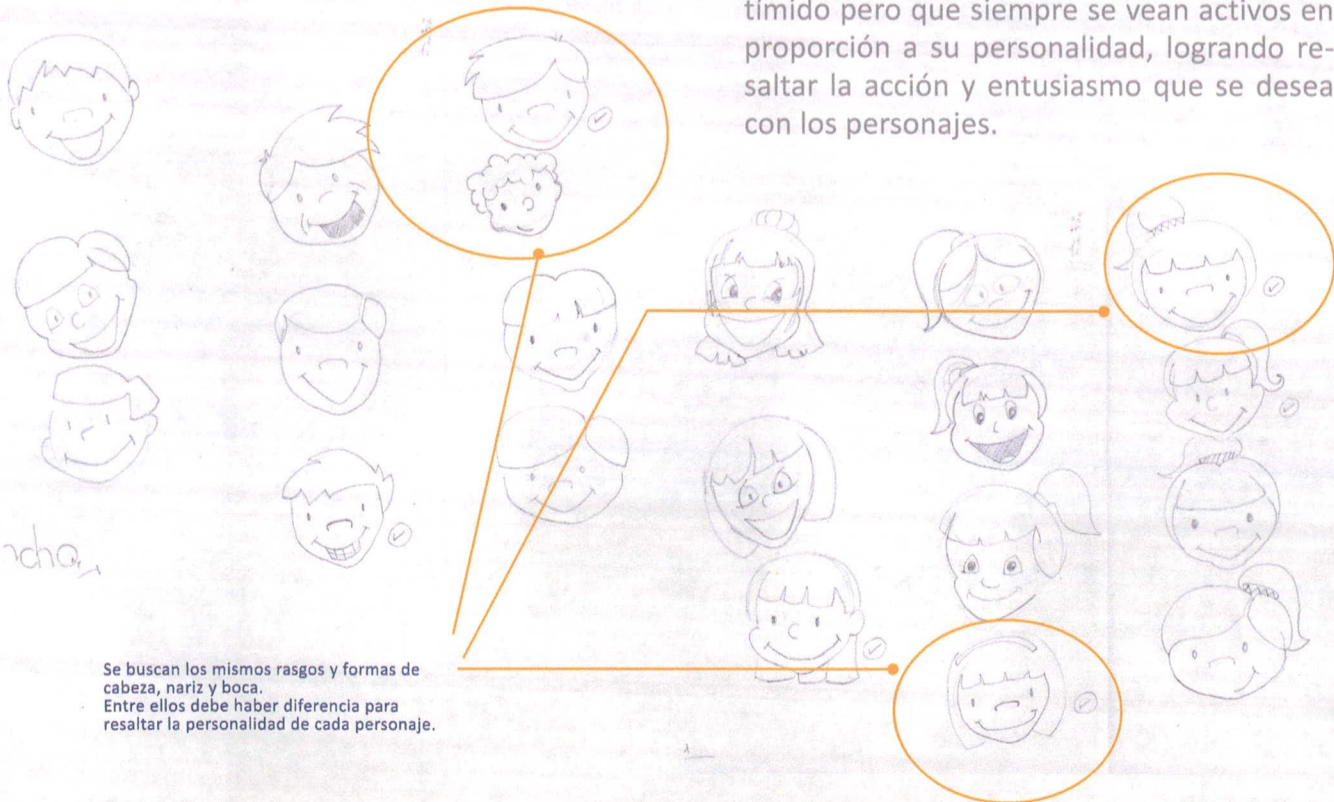 tímido pero que siempre se vean activos en
proporción a su personalidad, logrando re-
saltar la acción y entusiasmo que se desea
con los personajes.
Se buscan los mismos rasgos y formas de
cabeza, nariz y boca.
Entre ellos debe haber diferencia para
resaltar la personalidad de cada personaje.